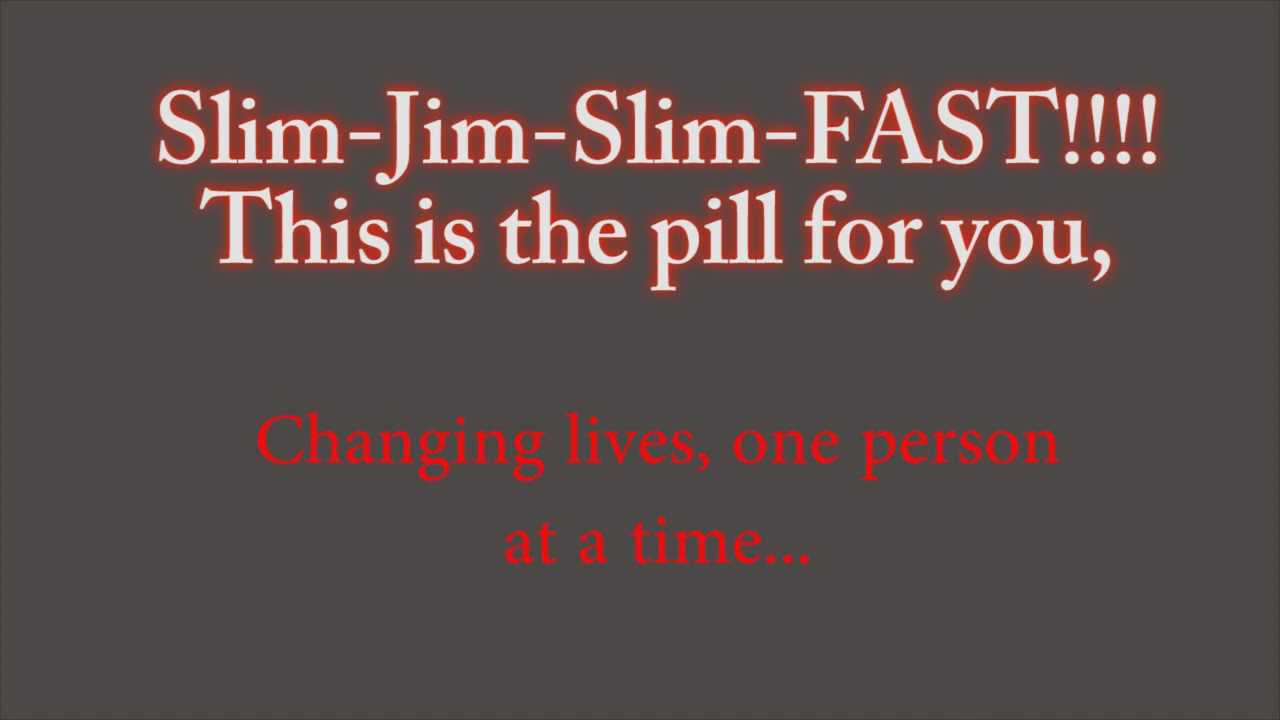 Slim-Jim-Slim-FAST!!!!
This is the pill for you,
Changing lives, one person
at a time...